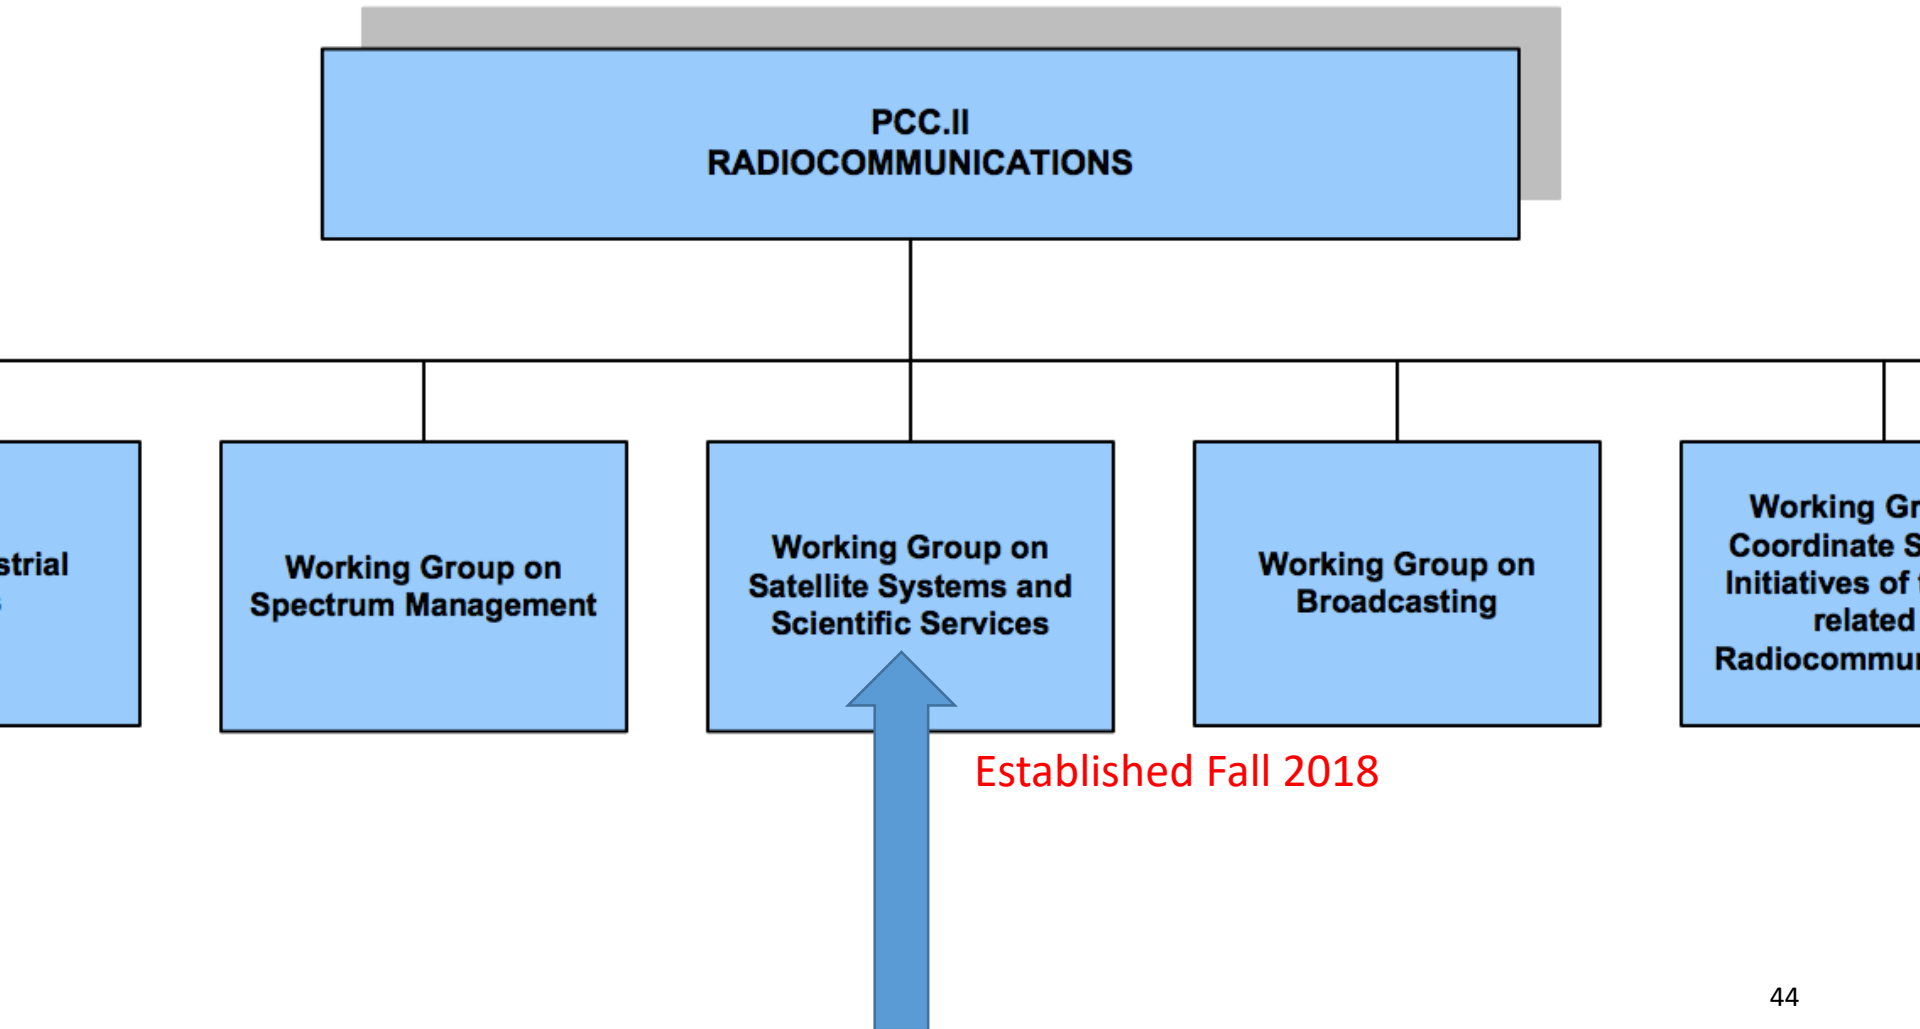 PCC.II
RADIOCOMMUNICATIONS
strial
Working Group on
Spectrum Management
Working Group on
Satellite Systems and
Scientific Services
Working Group on
Broadcasting
Working Gr
Coordinate S
Initiatives of
related
Radiocommu
Established Fall 2018
44